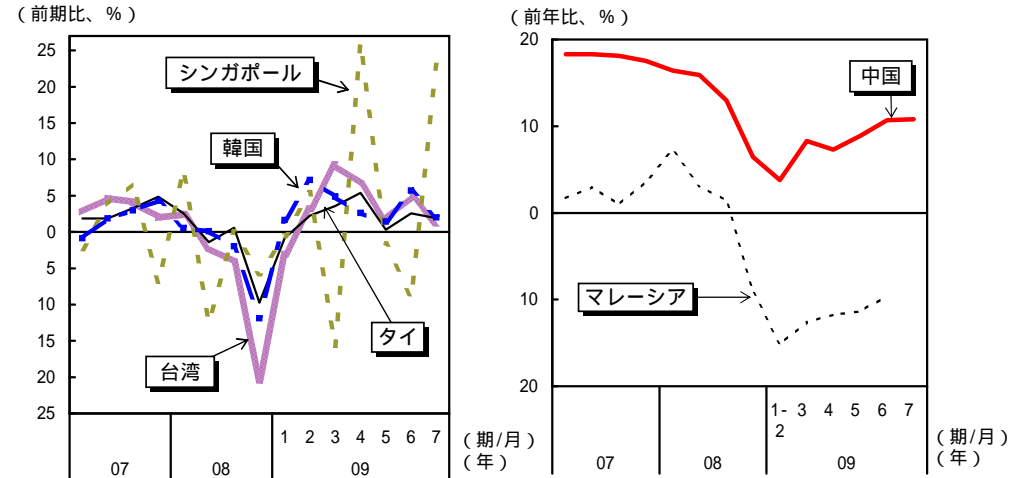 （前期比、％）
25
20
15
10
5
0
5
10
15
20
25
シンガポール
韓国
タイ
台湾
1 2 3 4 5 6 7
07 08 09
（期/月）
（年）
（前年比、％）
20
10
0
10
20
中国
マレーシア
1-2 3 4 5 6 7
07 08 09
（期/月）
（年）